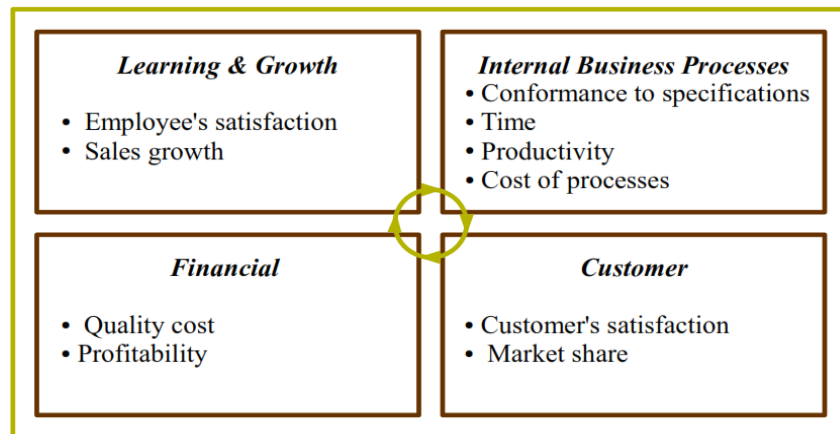 Learning & Growth
• Employee's satisfaction
• Sales growth
Internal Business Processes
• Conformance to specifications
• Time
• Productivity
• Cost of processes
Financial
• Quality cost
• Profitability
Customer
• Customer's satisfaction
• Market share